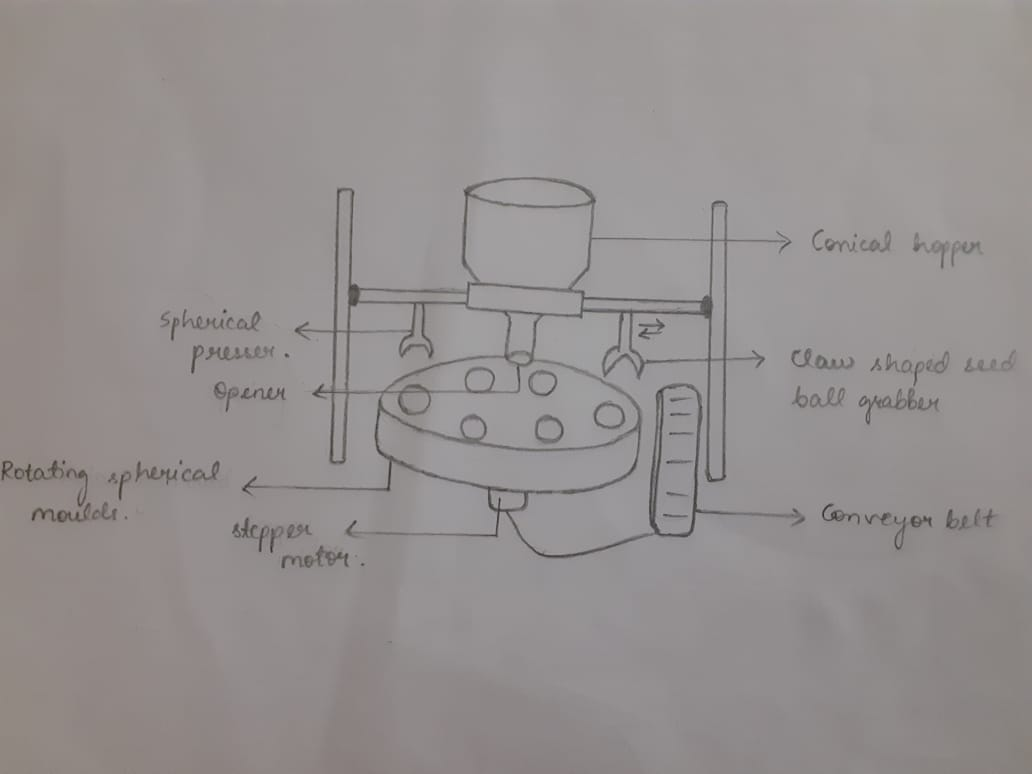 Conical hopper
Spherical
presser.
Claw shaped seed
ball grabber
Opener
Rotating spherical
moulds.
stepper
motor.
Conveyor belt